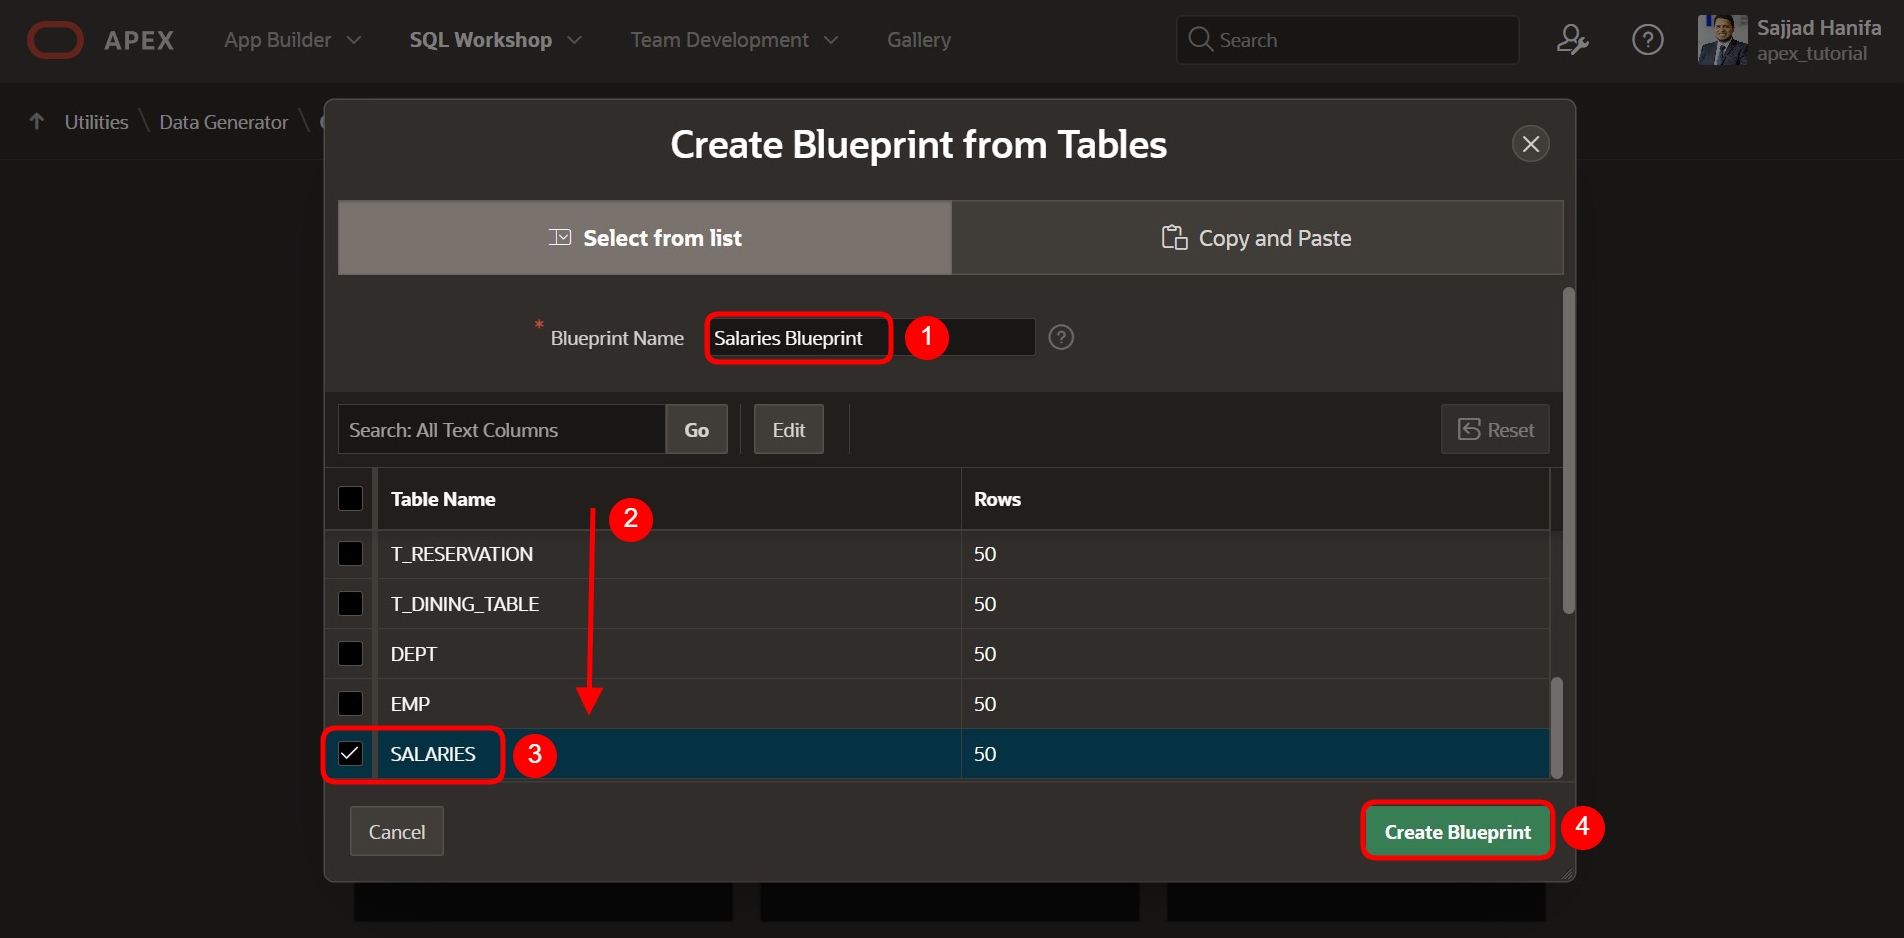 APEX
App Builder
SQL Workshop
Team Development
Gallery
Search
Sajjad Hanifa
apex_tutorial
Utilities \ Data Generator \
Create Blueprint from Tables
Select from list
Copy and Paste
* Blueprint Name
Salaries Blueprint
1
Search: All Text Columns
Go
Edit
Reset
Table Name
Rows
2
T_RESERVATION
50
T_DINING_TABLE
50
DEPT
50
EMP
50
SALARIES
3
50
Cancel
Create Blueprint
4